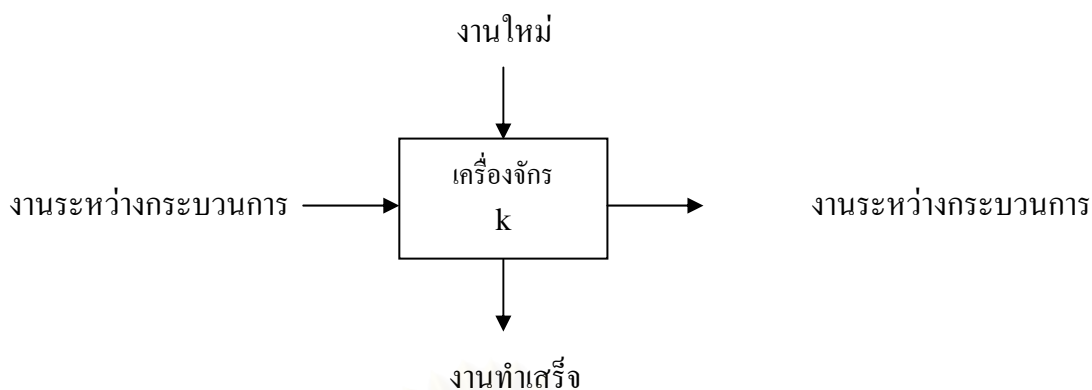 งานใหม่
เครื่องจักร
งานระหว่างกระบวนการ
k
งานระหว่างกระบวนการ
งานทำเสร็จ